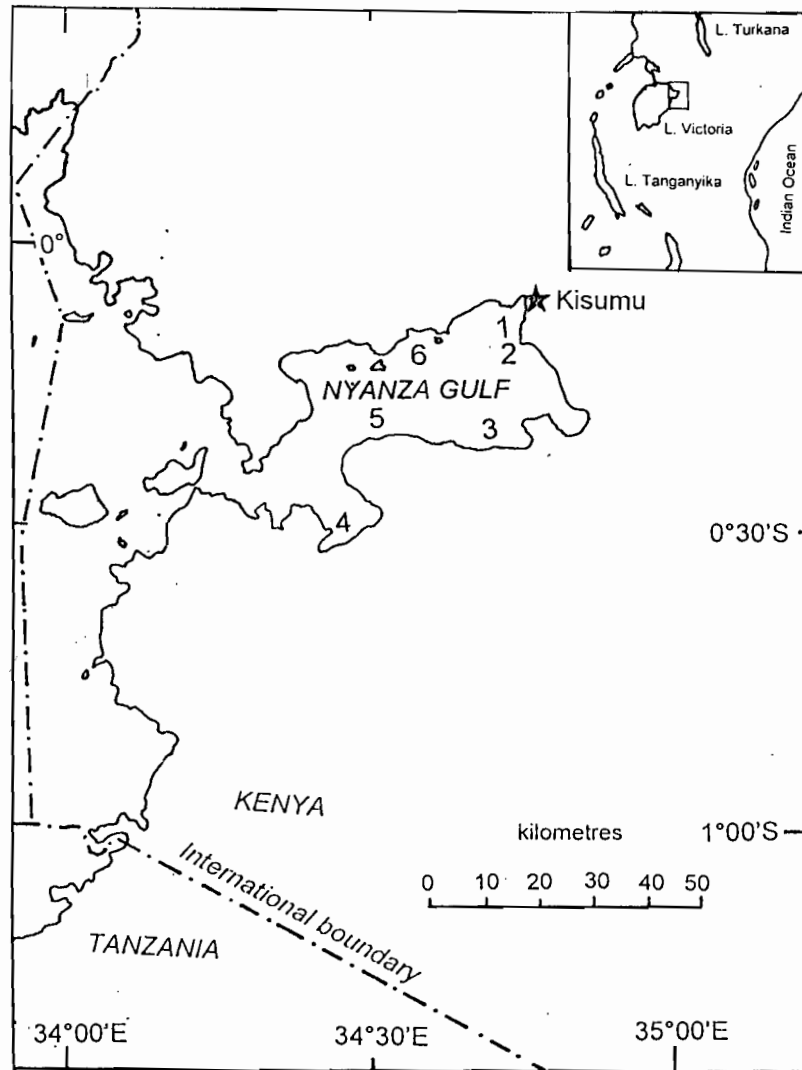 L. Turkana
L. Victoria
L. Tanganyika
Indian Ocean
0°
Kisumu
1
2
6
NYANZA GULF
5
3
4
0°30'S
KENYA
kilometres
1°00'S
0 10 20 30 40 50
International boundary
TANZANIA
34°00'E
34°30'E
35°00'E